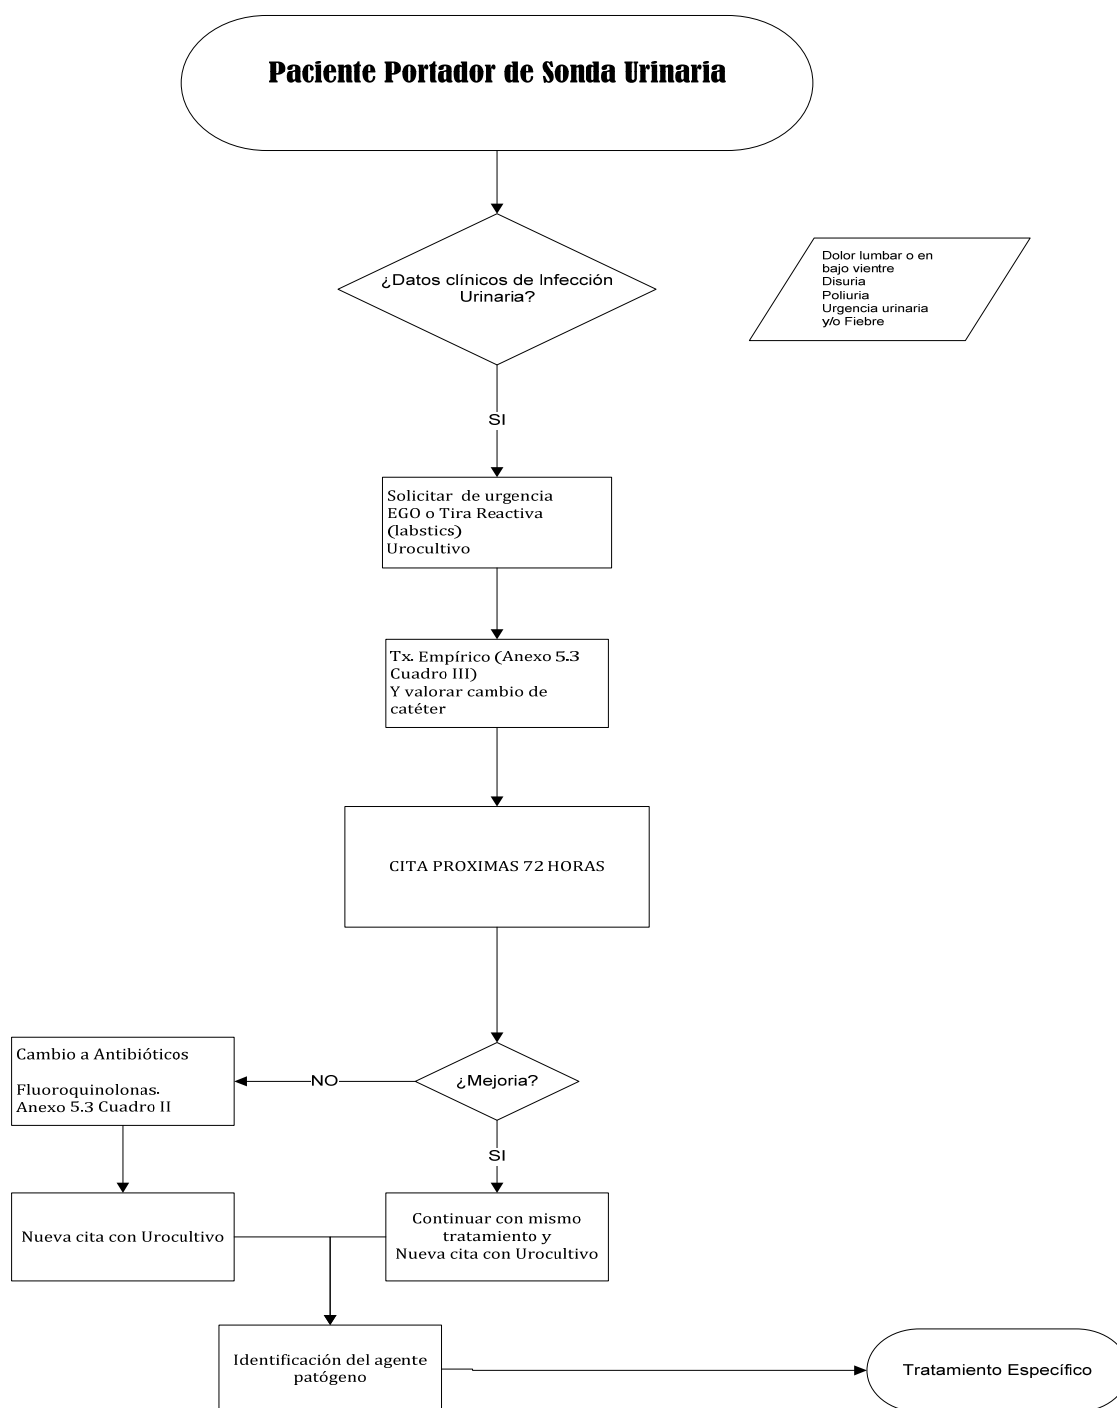 Paciente Portador de Sonda Urinaria
¿Datos clínicos de Infección
Urinaria?
Dolor lumbar o en
bajo vientre
Disuria
Poliuria
Urgencia urinaria
y/o Fiebre
SI
Solicitar de urgencia
EGO o Tira Reactiva
(labstics)
Urocultivo
Tx. Empírico (Anexo 5.3
Cuadro III)
Y valorar cambio de
catéter
CITA PROXIMAS 72 HORAS
¿Mejoria?
NO
Cambio a Antibióticos
Fluoroquinolonas.
Anexo 5.3 Cuadro II
SI
Nueva cita con Urocultivo
Continuar con mismo
tratamiento y
Nueva cita con Urocultivo
Identificación del agente
patógeno
Tratamiento Específico